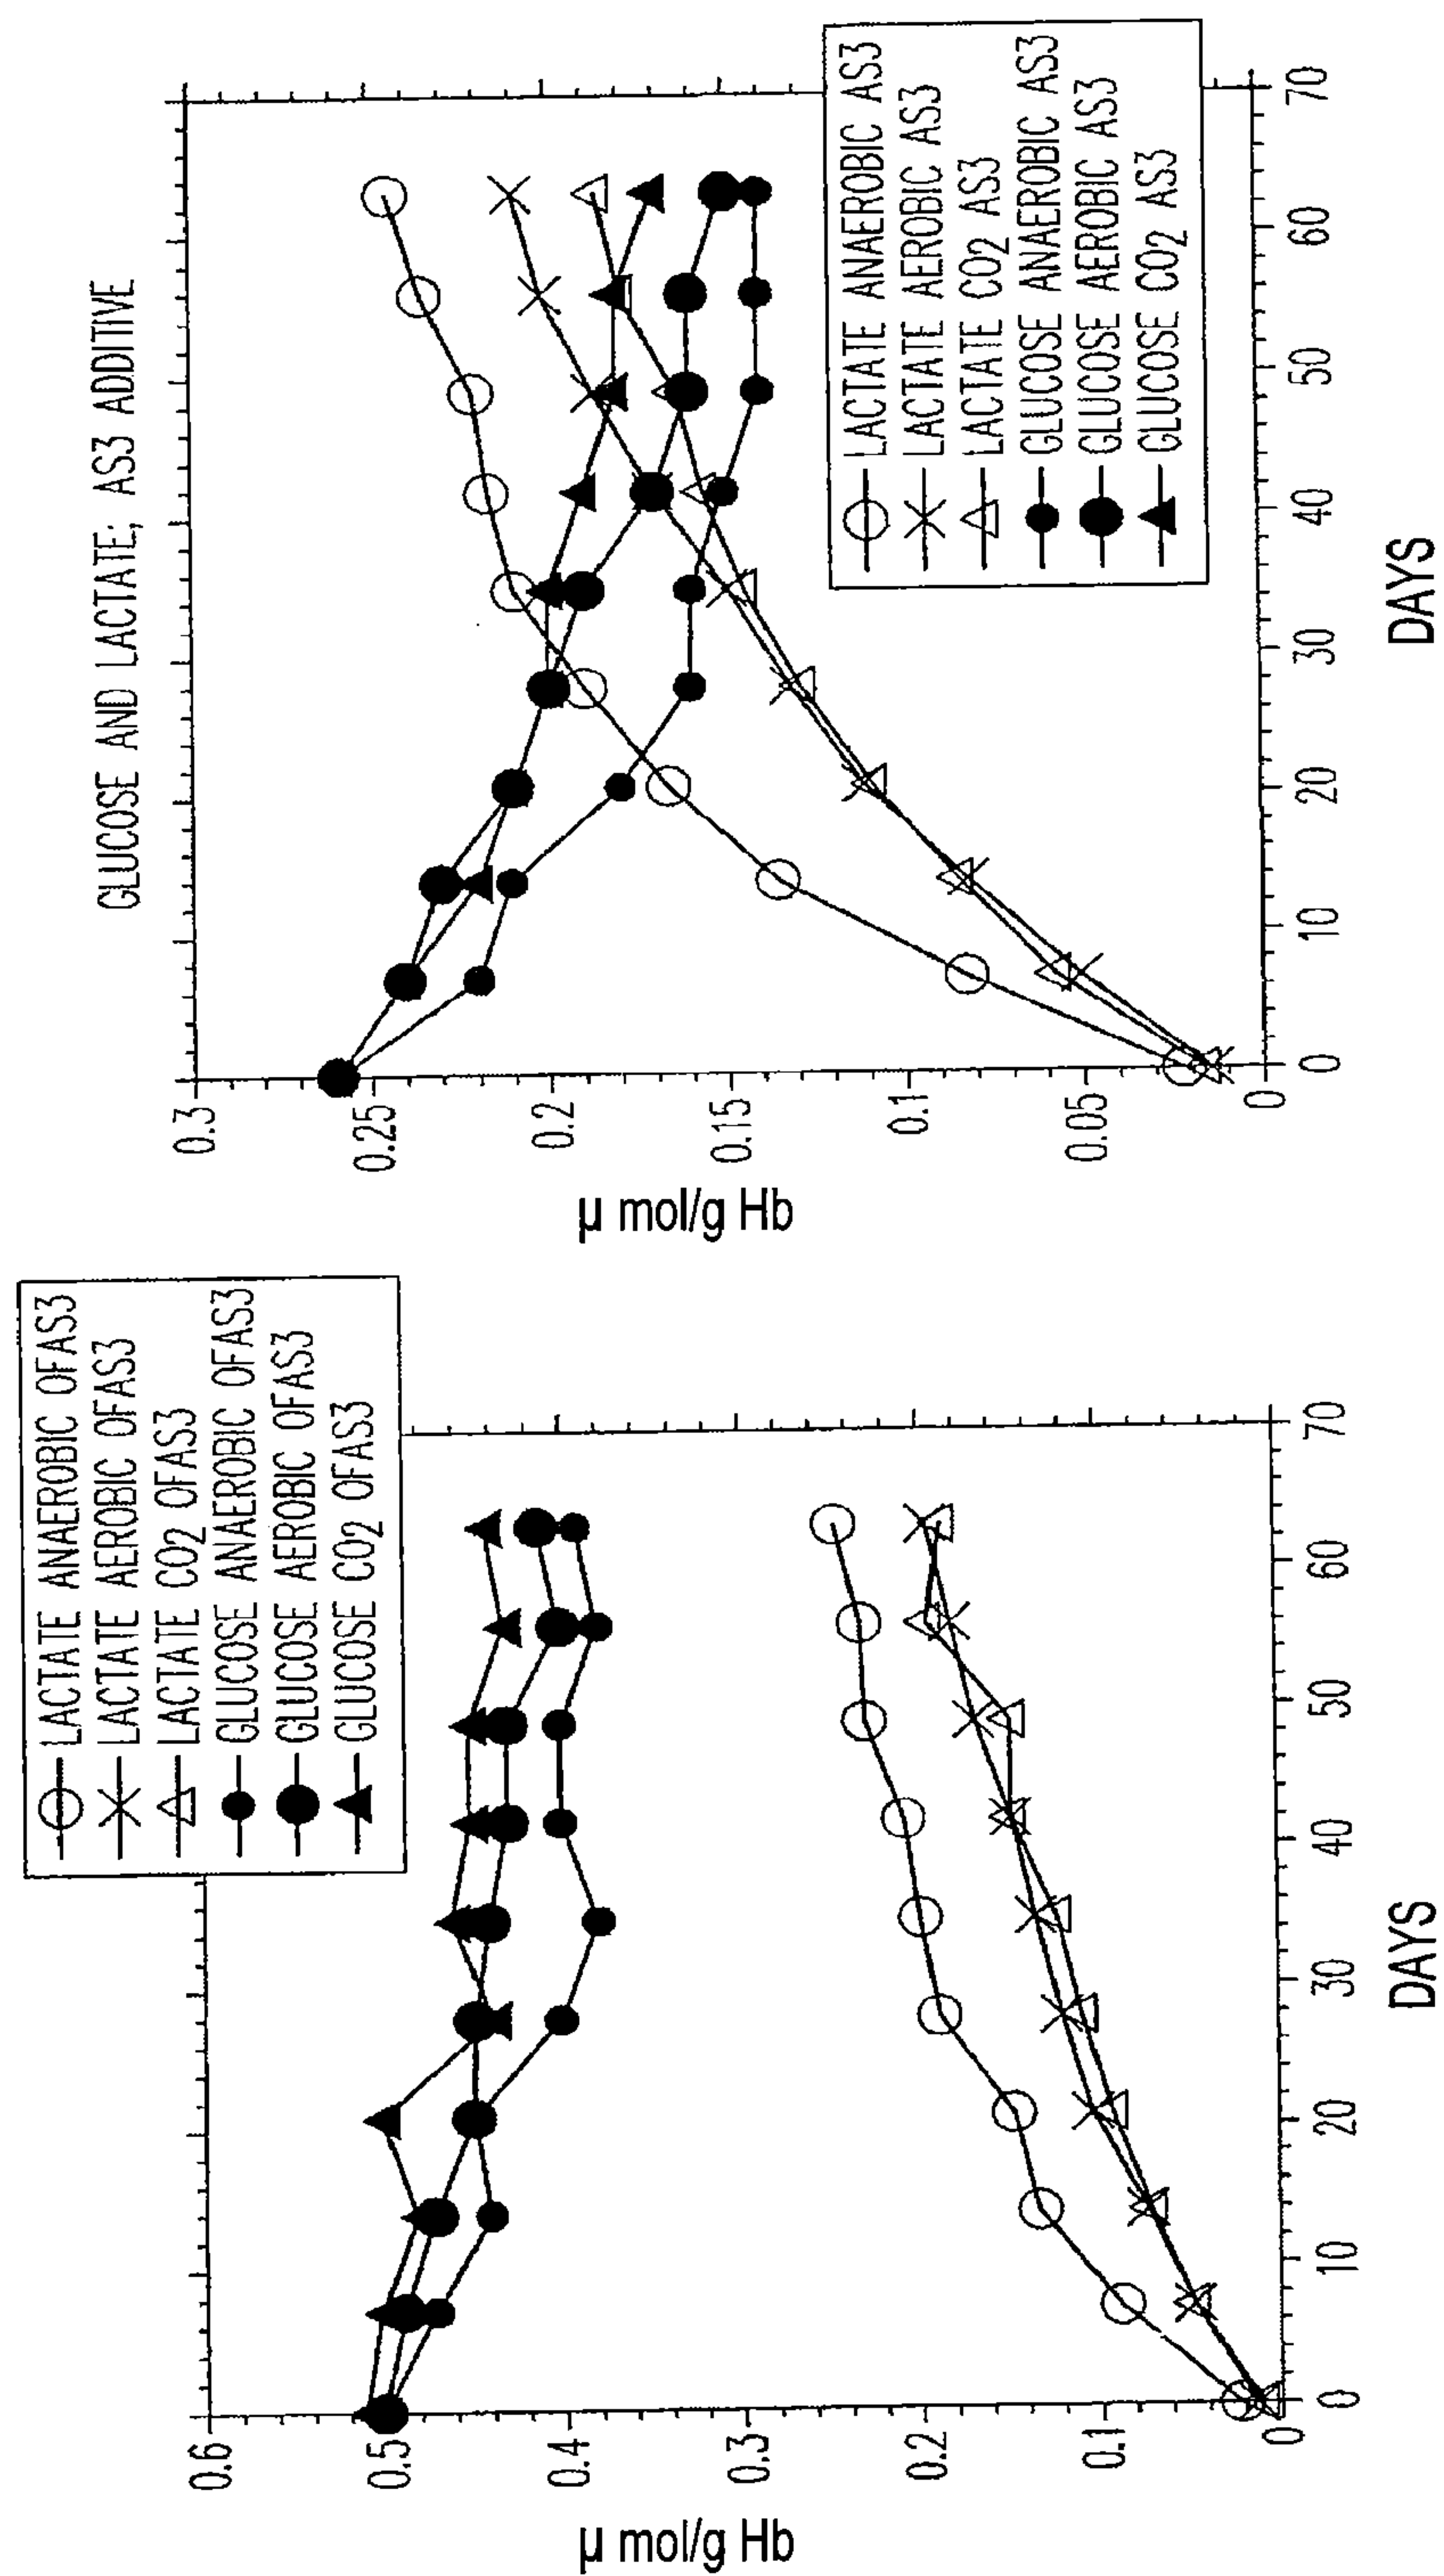 LACTATE ANAEROBIC OFAS3
LACTATE AEROBIC OFAS3
LACTATE CO2 OFAS3
GLUCOSE ANAEROBIC OFAS3
GLUCOSE AEROBIC OFAS3
GLUCOSE CO2 OFAS3
0.6
0.5
0.4
0.3
0.2
0.1
0
µ mol/g Hb
0 10 20 30 40 50 60 70
DAYS
GLUCOSE AND LACTATE; AS3 ADDITIVE
0.3
0.25
0.2
0.15
0.1
0.05
0
µ mol/g Hb
LACTATE ANAEROBIC AS3
LACTATE AEROBIC AS3
LACTATE CO2 AS3
GLUCOSE ANAEROBIC AS3
GLUCOSE AEROBIC AS3
GLUCOSE CO2 AS3
0 10 20 30 40 50 60 70
DAYS